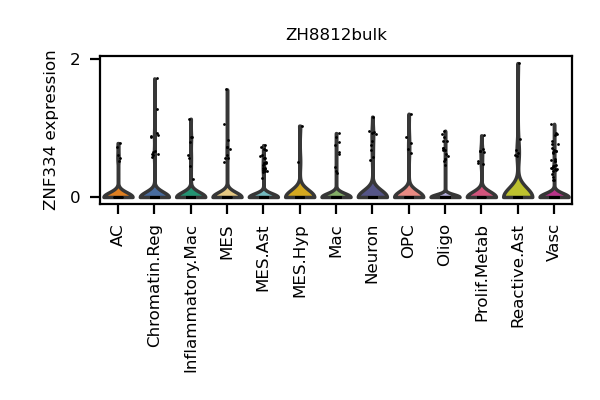 ZH8812bulk
ZNF334 expression
2
0
AC
Chromatin.Reg
Inflammatory.Mac
MES
MES.Ast
MES.Hyp
Mac
Neuron
OPC
Oligo
Prolif.Metab
Reactive.Ast
Vasc